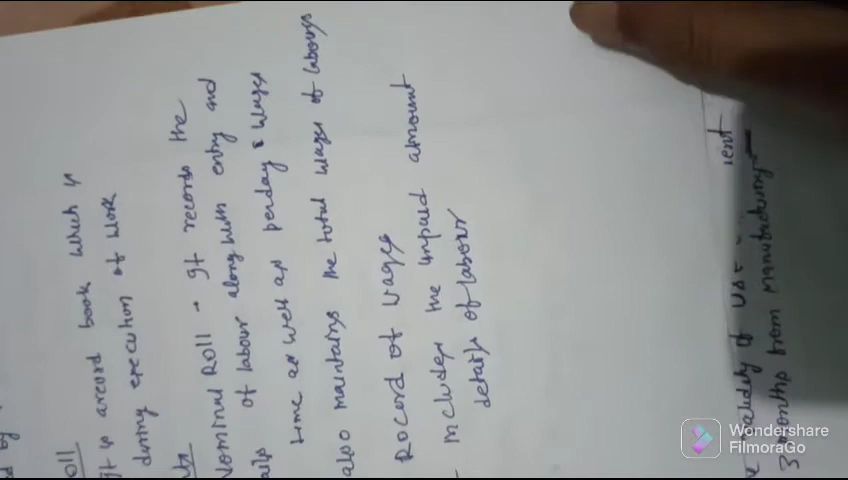 oll
It is a record book which is
during execution of work
Nominal Roll → It records the
of labour along with entry and
time as well as perday wages
also maintains the total wages of labours
Record of Wages
includes the unpaid amount
details of labour
ient
validity of use
3 months from manufacturing
Wondershare
FilmoraGo